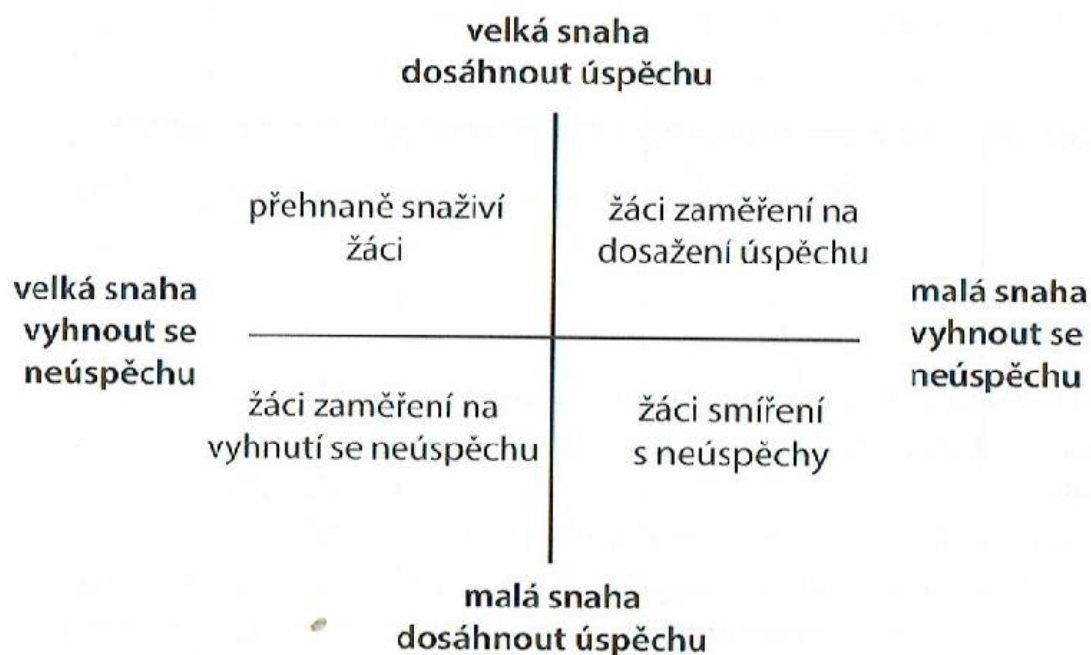 velká snaha
dosáhnout úspěchu
přehnaně snaživí
žáci
žáci zaměření na
dosažení úspěchu
velká snaha
vyhnout se
neúspěchu
malá snaha
vyhnout se
neúspěchu
žáci zaměření na
vyhnutí se neúspěchu
žáci smíření
s neúspěchy
malá snaha
dosáhnout úspěchu